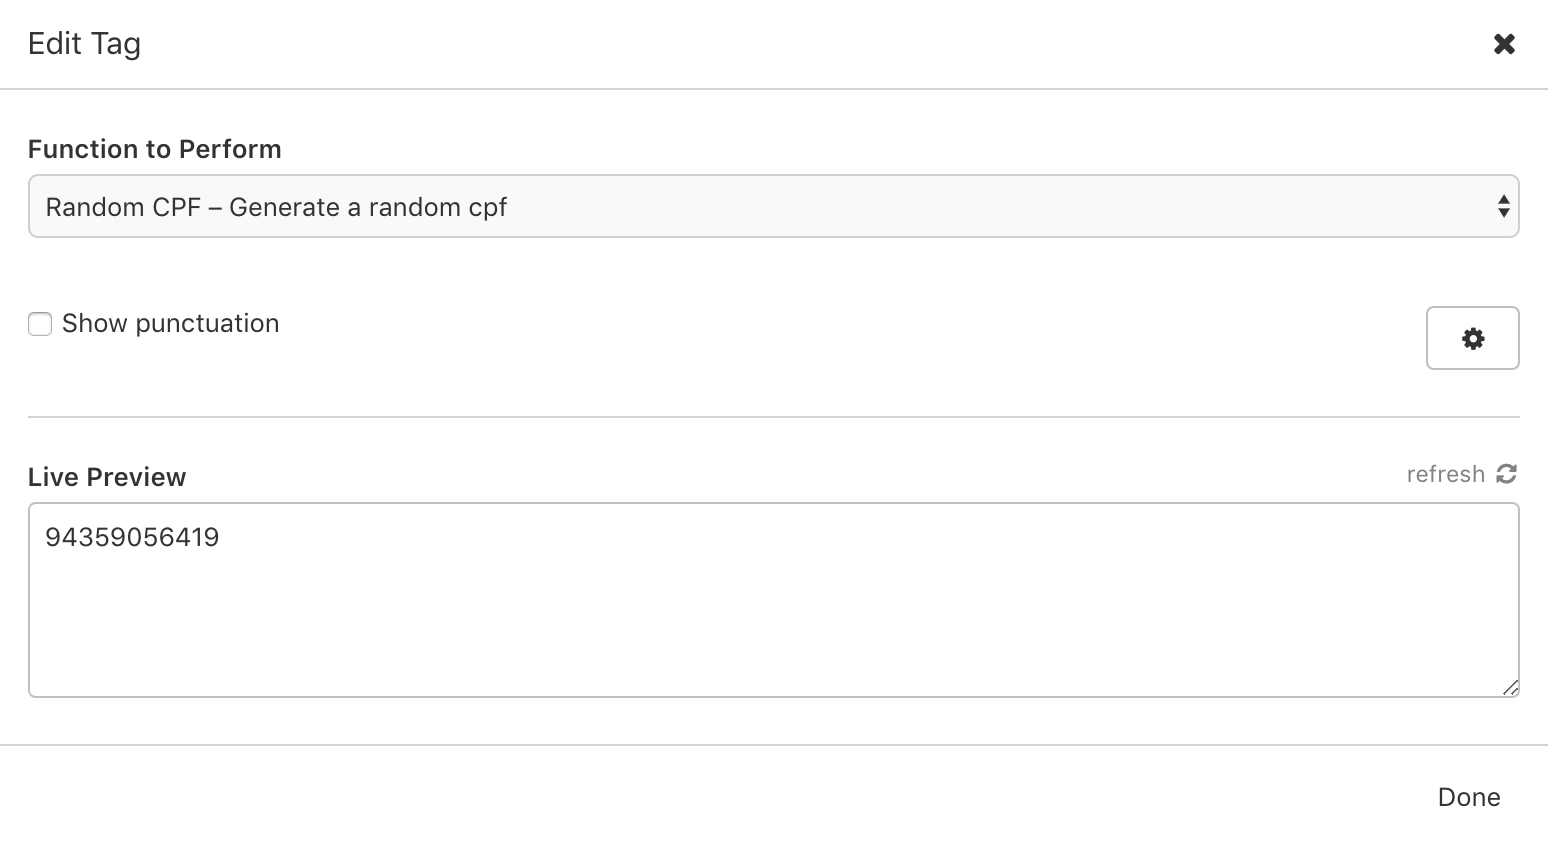 Edit Tag
Function to Perform
Random CPF – Generate a random cpf
Show punctuation
Live Preview
refresh
94359056419
Done